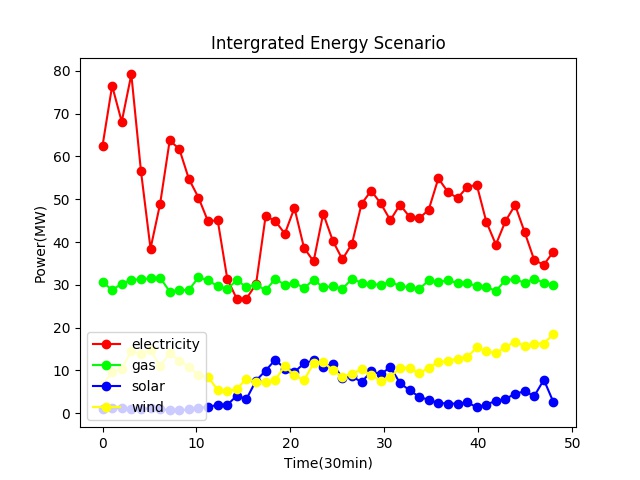 Intergrated Energy Scenario
Power(MW)
80
70
60
50
40
30
20
10
0
electricity
gas
solar
wind
0 10 20 30 40 50
Time(30min)